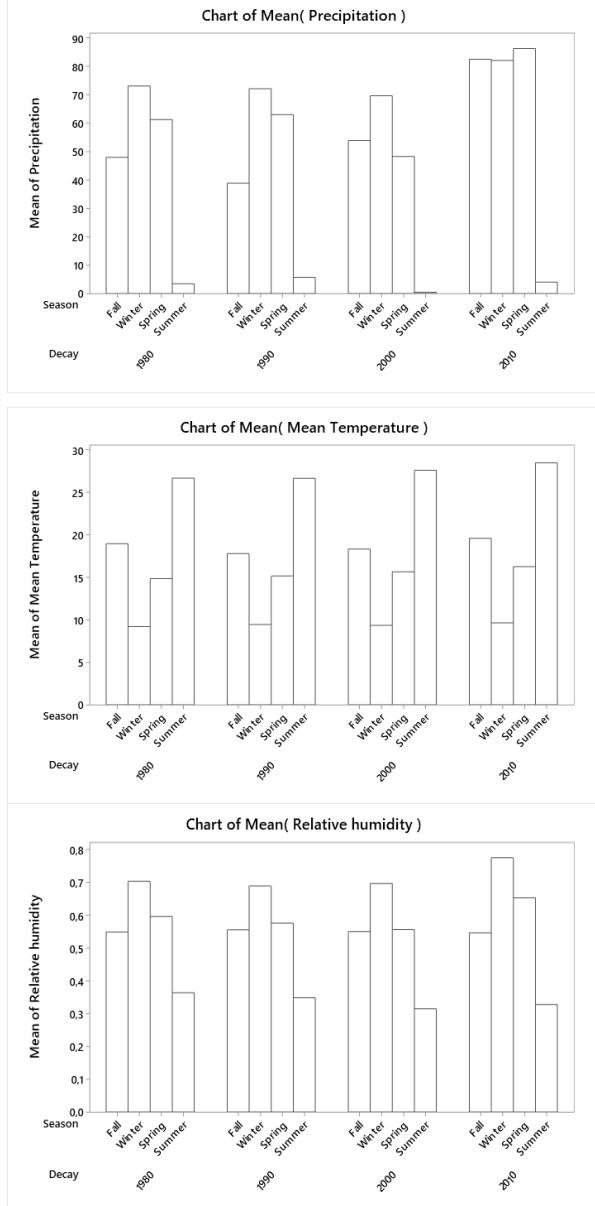 Chart of Mean( Precipitation )
Mean of Precipitation
90
80
70
60
50
40
30
20
10
0
Season Fall Winter Spring Summer Fall Winter Spring Summer Fall Winter Spring Summer Fall Winter Spring Summer
Decay 1980 1990 2000 2010
Chart of Mean( Mean Temperature )
Mean of Mean Temperature
30
25
20
15
10
5
0
Season Fall Winter Spring Summer Fall Winter Spring Summer Fall Winter Spring Summer Fall Winter Spring Summer
Decay 1980 1990 2000 2010
Chart of Mean( Relative humidity )
Mean of Relative humidity
0,8
0,7
0,6
0,5
0,4
0,3
0,2
0,1
0,0
Season Fall Winter Spring Summer Fall Winter Spring Summer Fall Winter Spring Summer Fall Winter Spring Summer
Decay 1980 1990 2000 2010